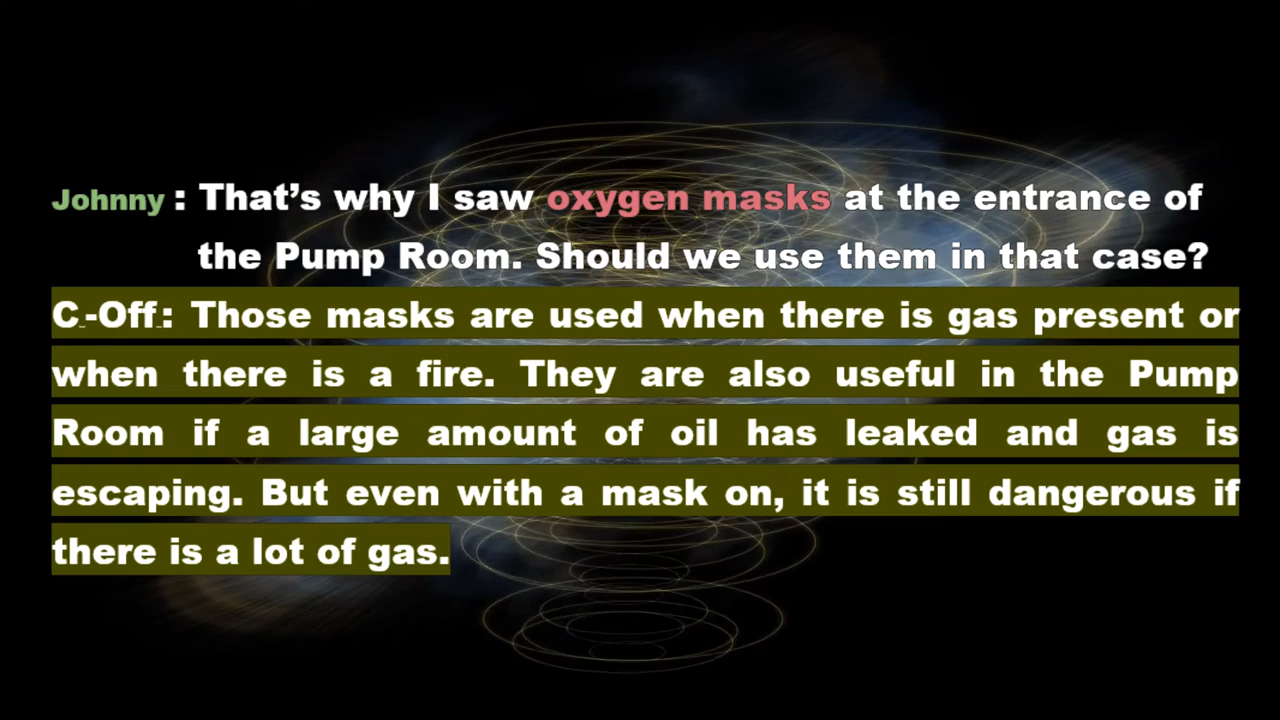 Johnny : That’s why I saw oxygen masks at the entrance of
the Pump Room. Should we use them in that case?
C.-Off.: Those masks are used when there is gas present or
when there is a fire. They are also useful in the Pump
Room if a large amount of oil has leaked and gas is
escaping. But even with a mask on, it is still dangerous if
there is a lot of gas.